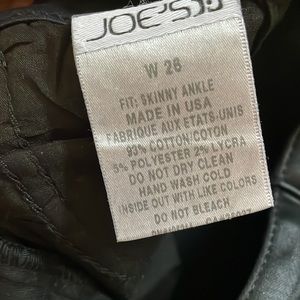 JOE'S
W 28
FIT: SKINNY ANKLE
MADE IN USA
FABRIQUE AUX ETATS-UNIS
93% COTTON COTON
5% POLYESTER 2% LYCRA
DO NOT DRY CLEAN
HAND WASH COLD
INSIDE OUT WITH LIKE COLORS
DO NOT BLEACH